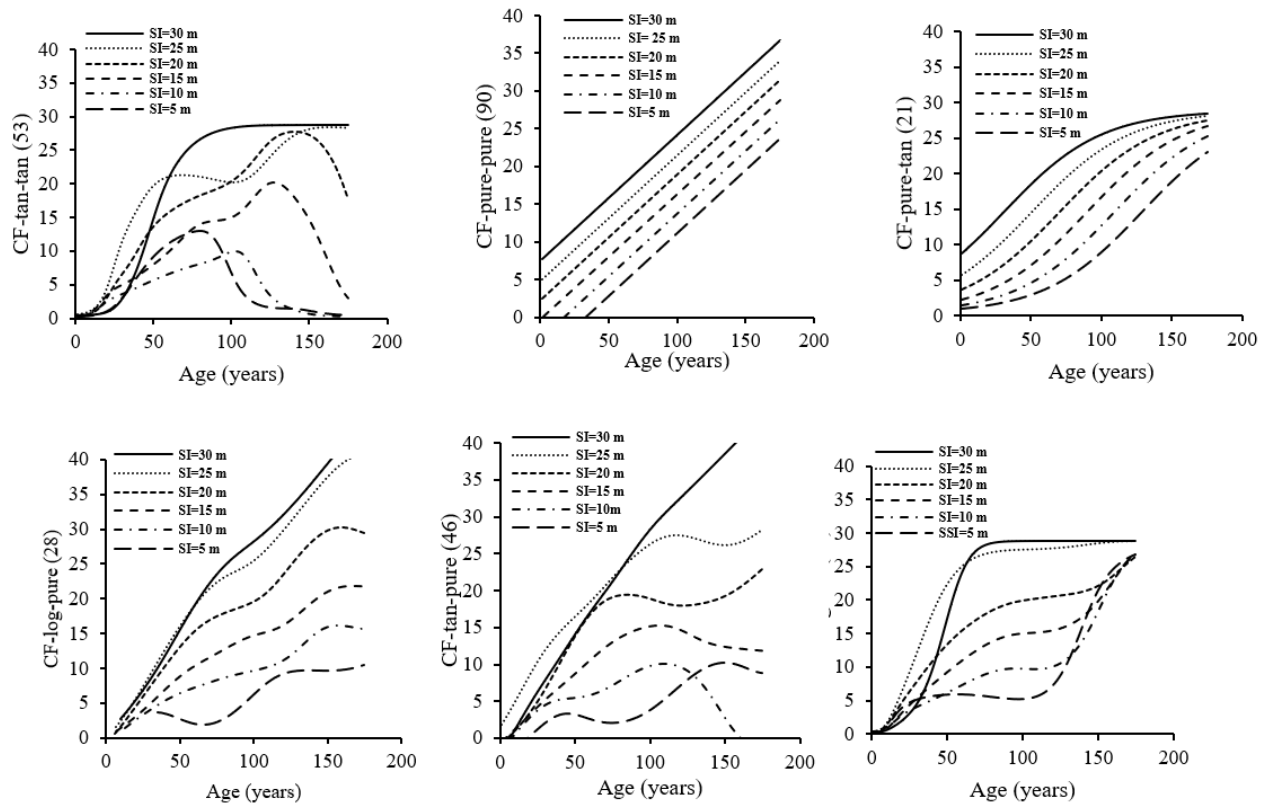 SI=30 m
SI=25 m
SI=20 m
SI=15 m
SI=10 m
SI=5 m
40
35
30
25
20
15
10
5
0
CF-tan-tan (53)
0 50 100 150 200
Age (years)
SI=30 m
SI= 25 m
SI=20 m
SI=15 m
SI=10 m
SI=5 m
40
35
30
25
20
15
10
5
0
CF-pure-pure (90)
0 50 100 150 200
Age (years)
SI=30 m
SI=25 m
SI=20 m
SI=15 m
SI=10 m
SI=5 m
40
35
30
25
20
15
10
5
0
CF-pure-tan (21)
0 50 100 150 200
Age (years)
SI=30 m
SI=25 m
SI=20 m
SI=15 m
SI=10 m
SI=5 m
40
35
30
25
20
15
10
5
0
CF-log-pure (28)
0 50 100 150 200
Age (years)
SI=30 m
SI=25 m
SI=20 m
SI=15 m
SI=10m
SI=5 m
40
35
30
25
20
15
10
5
0
CF-tan-pure (46)
0 50 100 150 200
Age (years)
SI=30 m
SI=25 m
SI=20 m
SI=15 m
SI=10 m
SSI=5 m
40
35
30
25
20
15
10
5
0
0 50 100 150 200
Age (years)